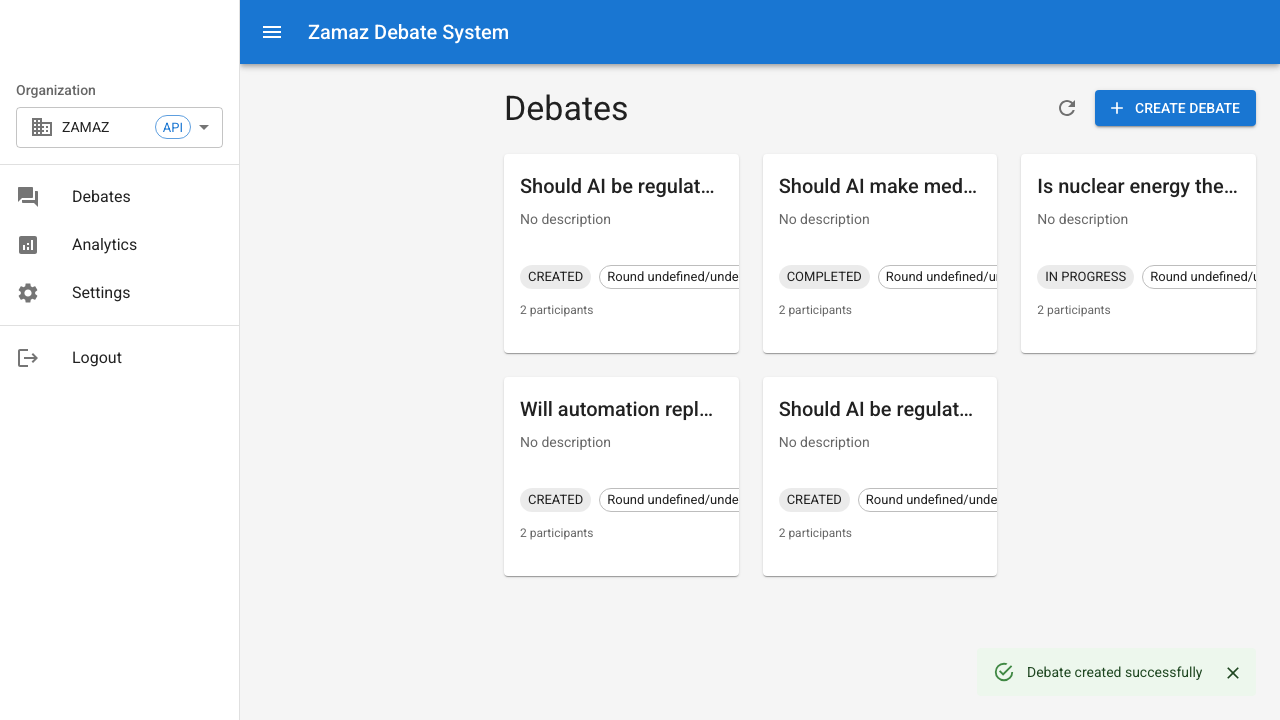 Zamaz Debate System
Organization
ZAMAZ
API
Debates
Analytics
Settings
Logout
Debates
CREATE DEBATE
Should AI be regulat...
No description
CREATED
Round undefined/unde
2 participants
Should AI make med...
No description
COMPLETED
Round undefined/u
2 participants
Is nuclear energy the...
No description
IN PROGRESS
Round undefined/u
2 participants
Will automation repl...
No description
CREATED
Round undefined/unde
2 participants
Should AI be regulat...
No description
CREATED
Round undefined/unde
2 participants
Debate created successfully